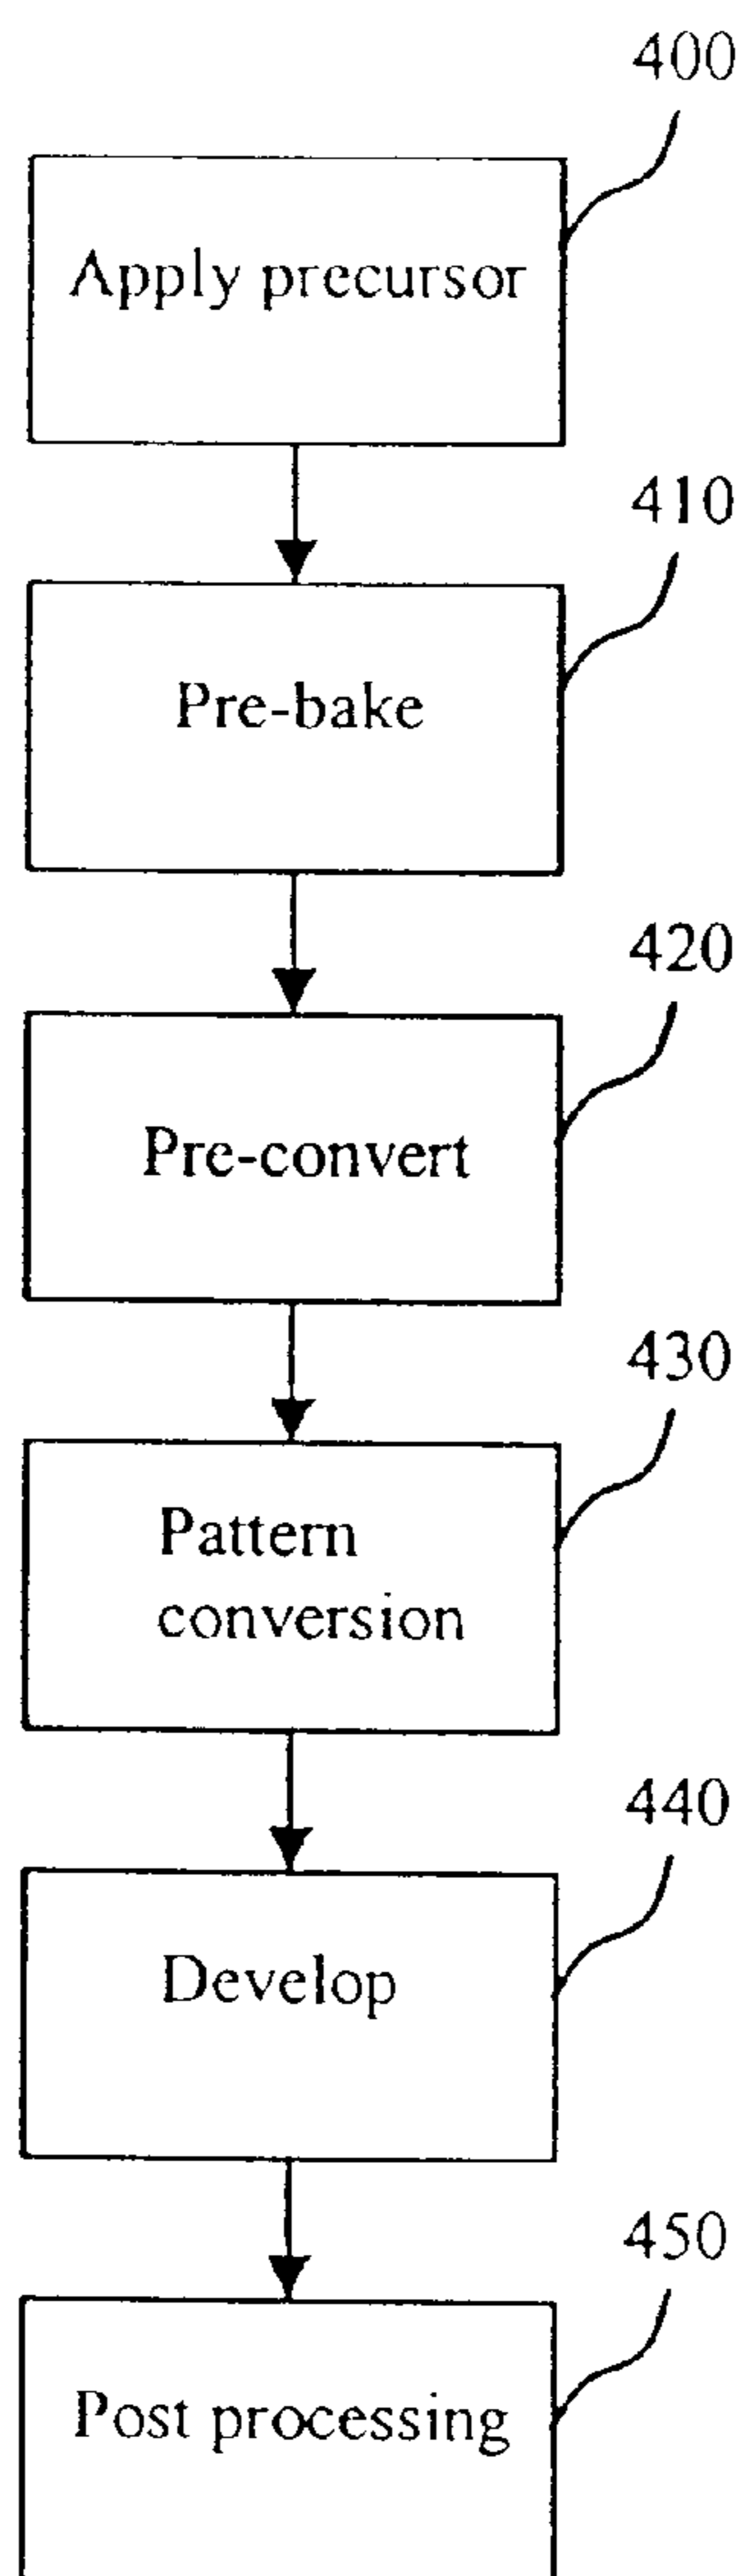 400
Apply precursor
410
Pre-bake
420
Pre-convert
430
Pattern
conversion
440
Develop
450
Post processing